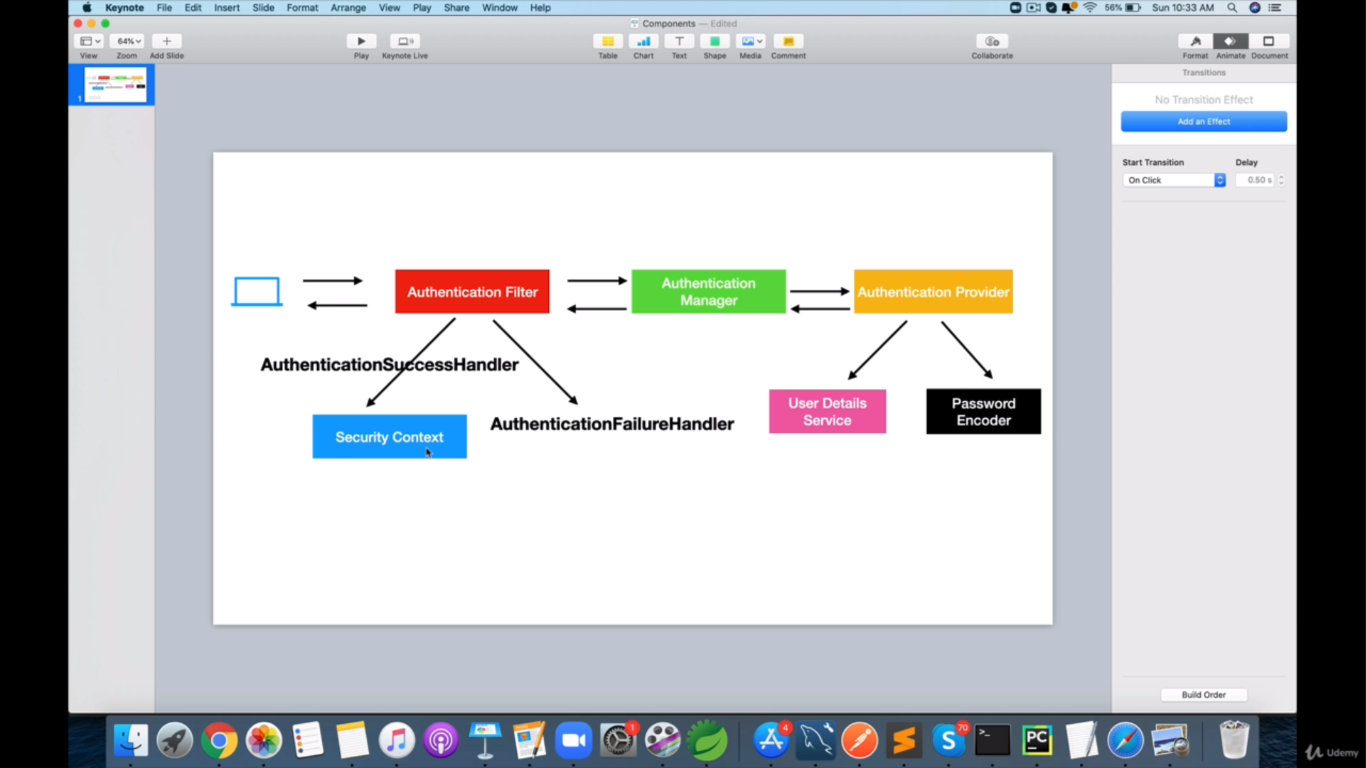 Keynote File Edit Insert Slide Format Arrange View Play Share Window Help 56% Sun 10:33 AM
Components — Edited
64%
View Zoom Add Slide Play Keynote Live Table Chart Text Shape Media Comment Collaborate Format Animate Document
Transitions
1
No Transition Effect
Add an Effect
Start Transition Delay
On Click 0.50 s
Authentication Filter
Authentication
Manager
Authentication Provider
AuthenticationSuccessHandler
User Details
Service
Password
Encoder
AuthenticationFailureHandler
Security Context
Build Order
1
4
70
PC
Udemy